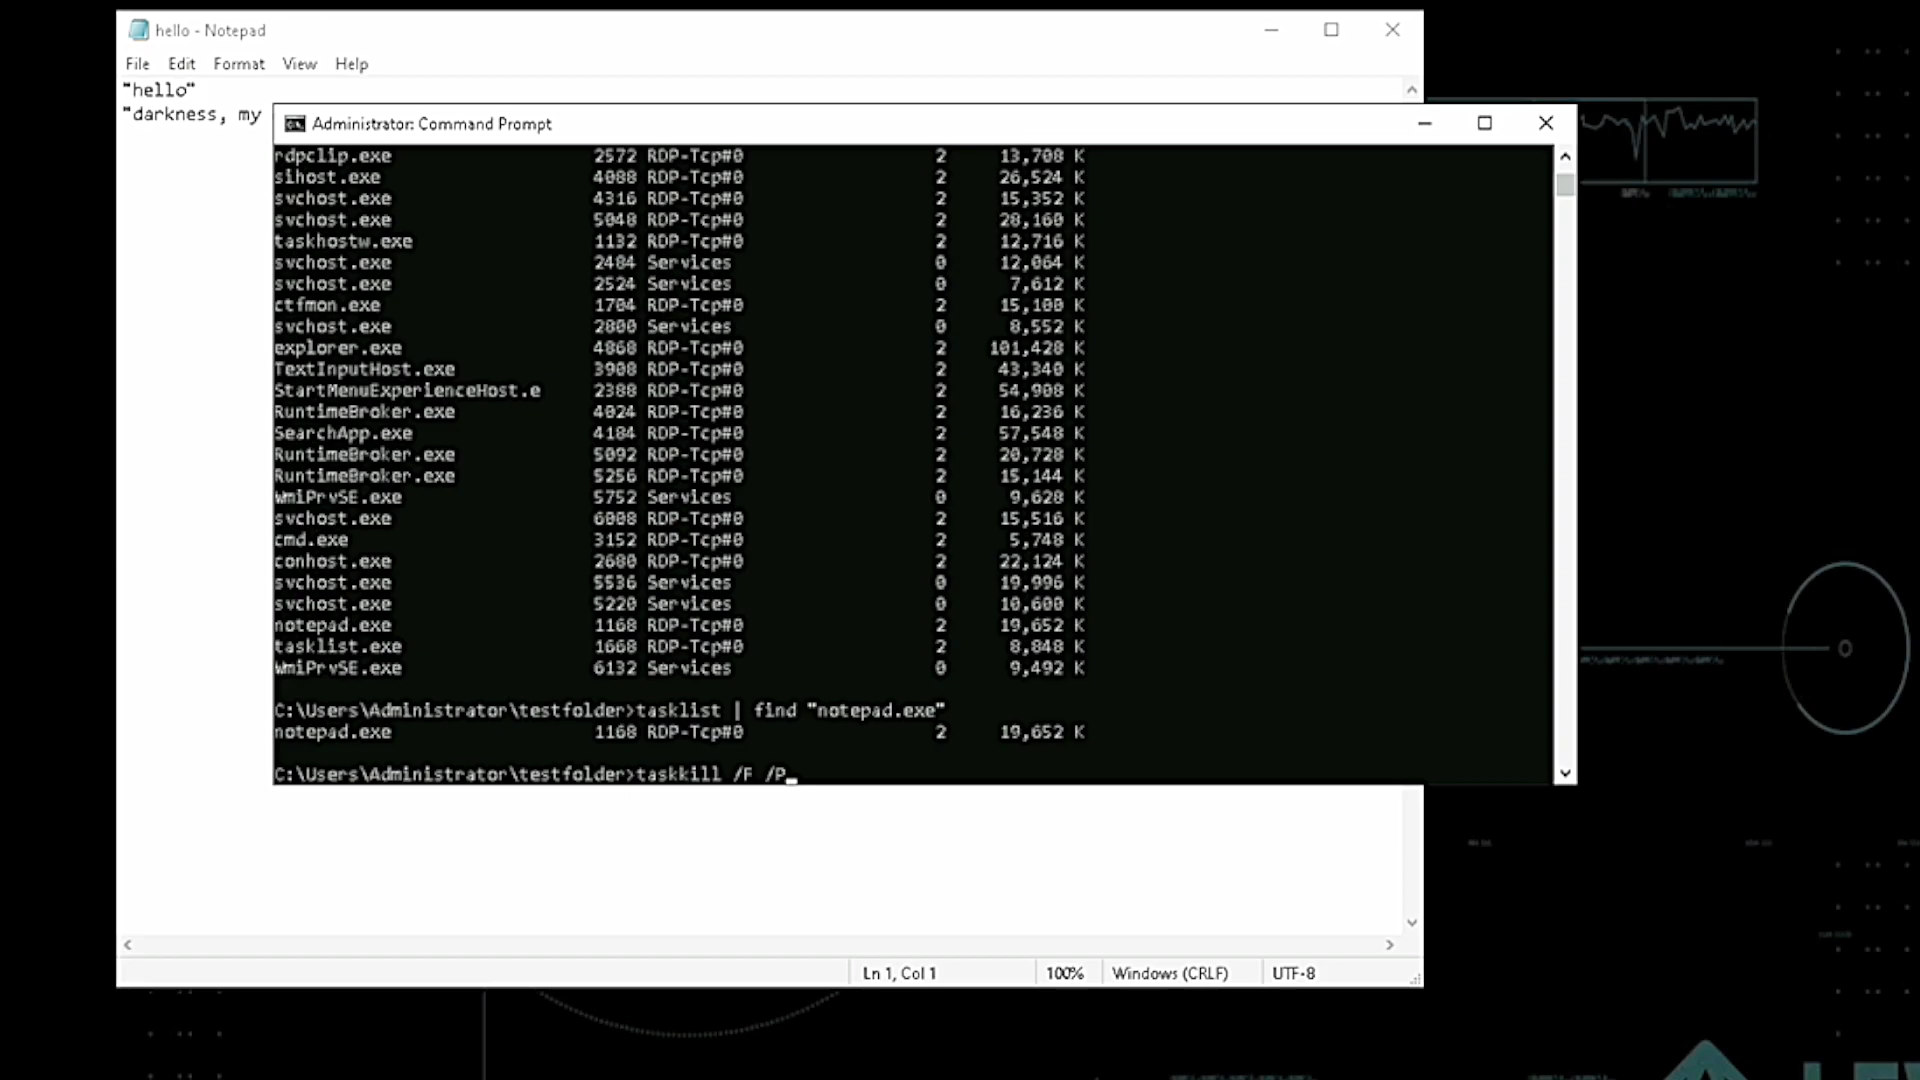 hello - Notepad
File Edit Format View Help
"hello"
"darkness, my
Administrator: Command Prompt
rdpclip.exe 2572 RDP-Tcp#0 2 13,708 K
sihost.exe 4088 RDP-Tcp#0 2 26,524 K
svchost.exe 4316 RDP-Tcp#0 2 15,352 K
svchost.exe 5048 RDP-Tcp#0 2 28,160 K
taskhostw.exe 1132 RDP-Tcp#0 2 12,716 K
svchost.exe 2484 Services 0 12,064 K
svchost.exe 2524 Services 0 7,612 K
ctfmon.exe 1704 RDP-Tcp#0 2 15,100 K
svchost.exe 2800 Services 0 8,552 K
explorer.exe 4868 RDP-Tcp#0 2 101,428 K
TextInputHost.exe 3908 RDP-Tcp#0 2 43,340 K
StartMenuExperienceHost.e 2388 RDP-Tcp#0 2 54,908 K
RuntimeBroker.exe 4024 RDP-Tcp#0 2 16,236 K
SearchApp.exe 4184 RDP-Tcp#0 2 57,548 K
RuntimeBroker.exe 5092 RDP-Tcp#0 2 20,728 K
RuntimeBroker.exe 5256 RDP-Tcp#0 2 15,144 K
WmiPrvSE.exe 5752 Services 0 9,628 K
svchost.exe 6008 RDP-Tcp#0 2 15,516 K
cmd.exe 3152 RDP-Tcp#0 2 5,748 K
conhost.exe 2680 RDP-Tcp#0 2 22,124 K
svchost.exe 5536 Services 0 19,996 K
svchost.exe 5220 Services 0 10,600 K
notepad.exe 1168 RDP-Tcp#0 2 19,652 K
tasklist.exe 1668 RDP-Tcp#0 2 8,848 K
WmiPrvSE.exe 6132 Services 0 9,492 K
C:\Users\Administrator\testfolder>tasklist | find "notepad.exe"
notepad.exe 1168 RDP-Tcp#0 2 19,652 K
C:\Users\Administrator\testfolder>taskkill /F /P
Ln 1, Col 1 100% Windows (CRLF) UTF-8